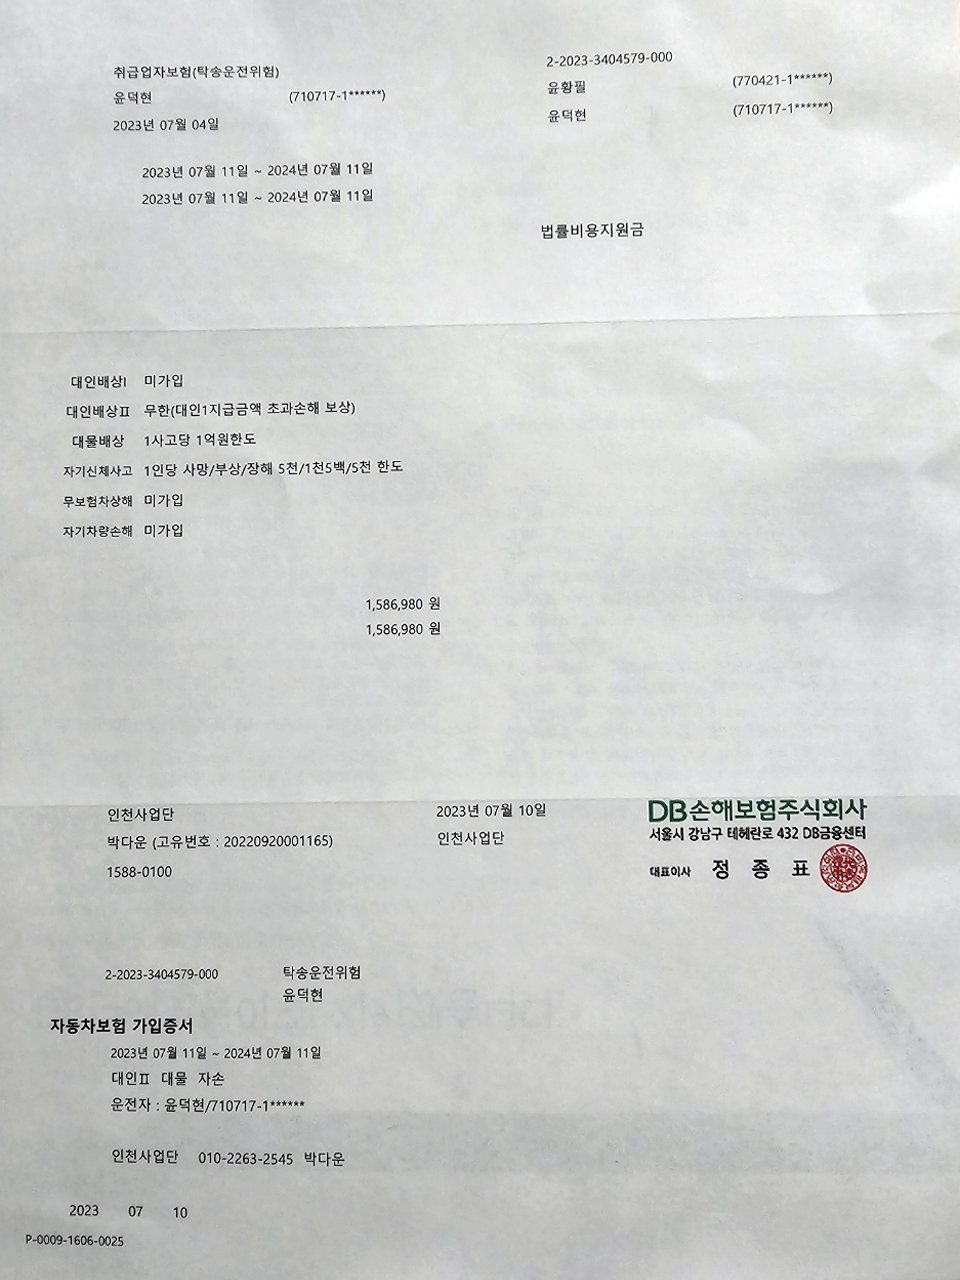 취급업자보험(탁송운전위험) 2-2023-3404579-000
윤덕현 (710717-1******) 윤황필 (770421-1******)
2023년 07월 04일 윤덕현 (710717-1******)
2023년 07월 11일 ~ 2024년 07월 11일
2023년 07월 11일 ~ 2024년 07월 11일
법률비용지원금
대인배상Ⅰ 미가입
대인배상Ⅱ 무한(대인1지급금액 초과손해 보상)
대물배상 1사고당 1억원한도
자기신체사고 1인당 사망/부상/장해 5천/1천5백/5천 한도
무보험차상해 미가입
자기차량손해 미가입
1,586,980 원
1,586,980 원
인천사업단 2023년 07월 10일 DB손해보험주식회사
박다운 (고유번호 : 20220920001165) 인천사업단 서울시 강남구 테헤란로 432 DB금융센터
1588-0100 대표이사 정 종 표
2-2023-3404579-000 탁송운전위험
윤덕현
자동차보험 가입증서
2023년 07월 11일 ~ 2024년 07월 11일
대인Ⅱ 대물 자손
운전자 : 윤덕현/710717-1******
인천사업단 010-2263-2545 박다운
2023 07 10
P-0009-1606-0025